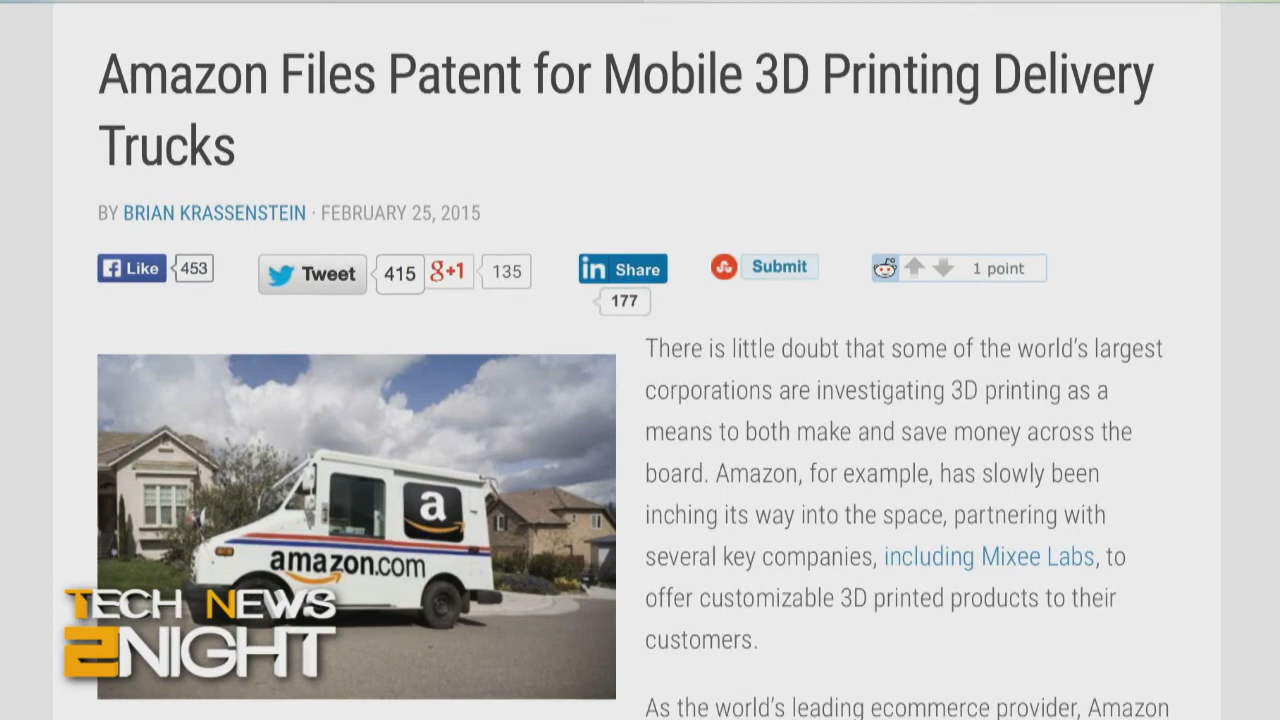 Amazon Files Patent for Mobile 3D Printing Delivery
Trucks
BY BRIAN KRASSENSTEIN · FEBRUARY 25, 2015
Like 453 Tweet 415 g+1 135 in Share Submit 1 point
177
There is little doubt that some of the world's largest
corporations are investigating 3D printing as a
means to both make and save money across the
board. Amazon, for example, has slowly been
inching its way into the space, partnering with
several key companies, including Mixee Labs, to
offer customizable 3D printed products to their
customers.
As the world's leading ecommerce provider, Amazon
a
amazon.com
TECH NEWS
2NIGHT